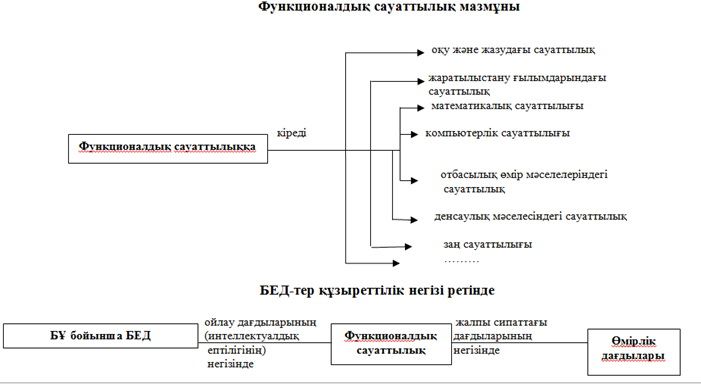 Функционалдық сауаттылық мазмұны
оқу және жазудағы сауаттылық
жаратылыстану ғылымдарындағы
сауаттылық
математикалық сауаттылығы
кіреді
компьютерлік сауаттылығы
Функционалдық сауаттылыққа
отбасылық өмір мәселелеріндегі
сауаттылық
денсаулық мәселесіндегі сауаттылық
заң сауаттылығы
………
БЕД-тер құзыреттілік негізі ретінде
БҰ бойынша БЕД
ойлау дағдыларының
(интеллектуалдық
ептілігінің)
негізінде
Функционалдық
сауаттылық
жалпы сипаттағы
дағдыларының
негізінде
Өмірлік
дағдылары